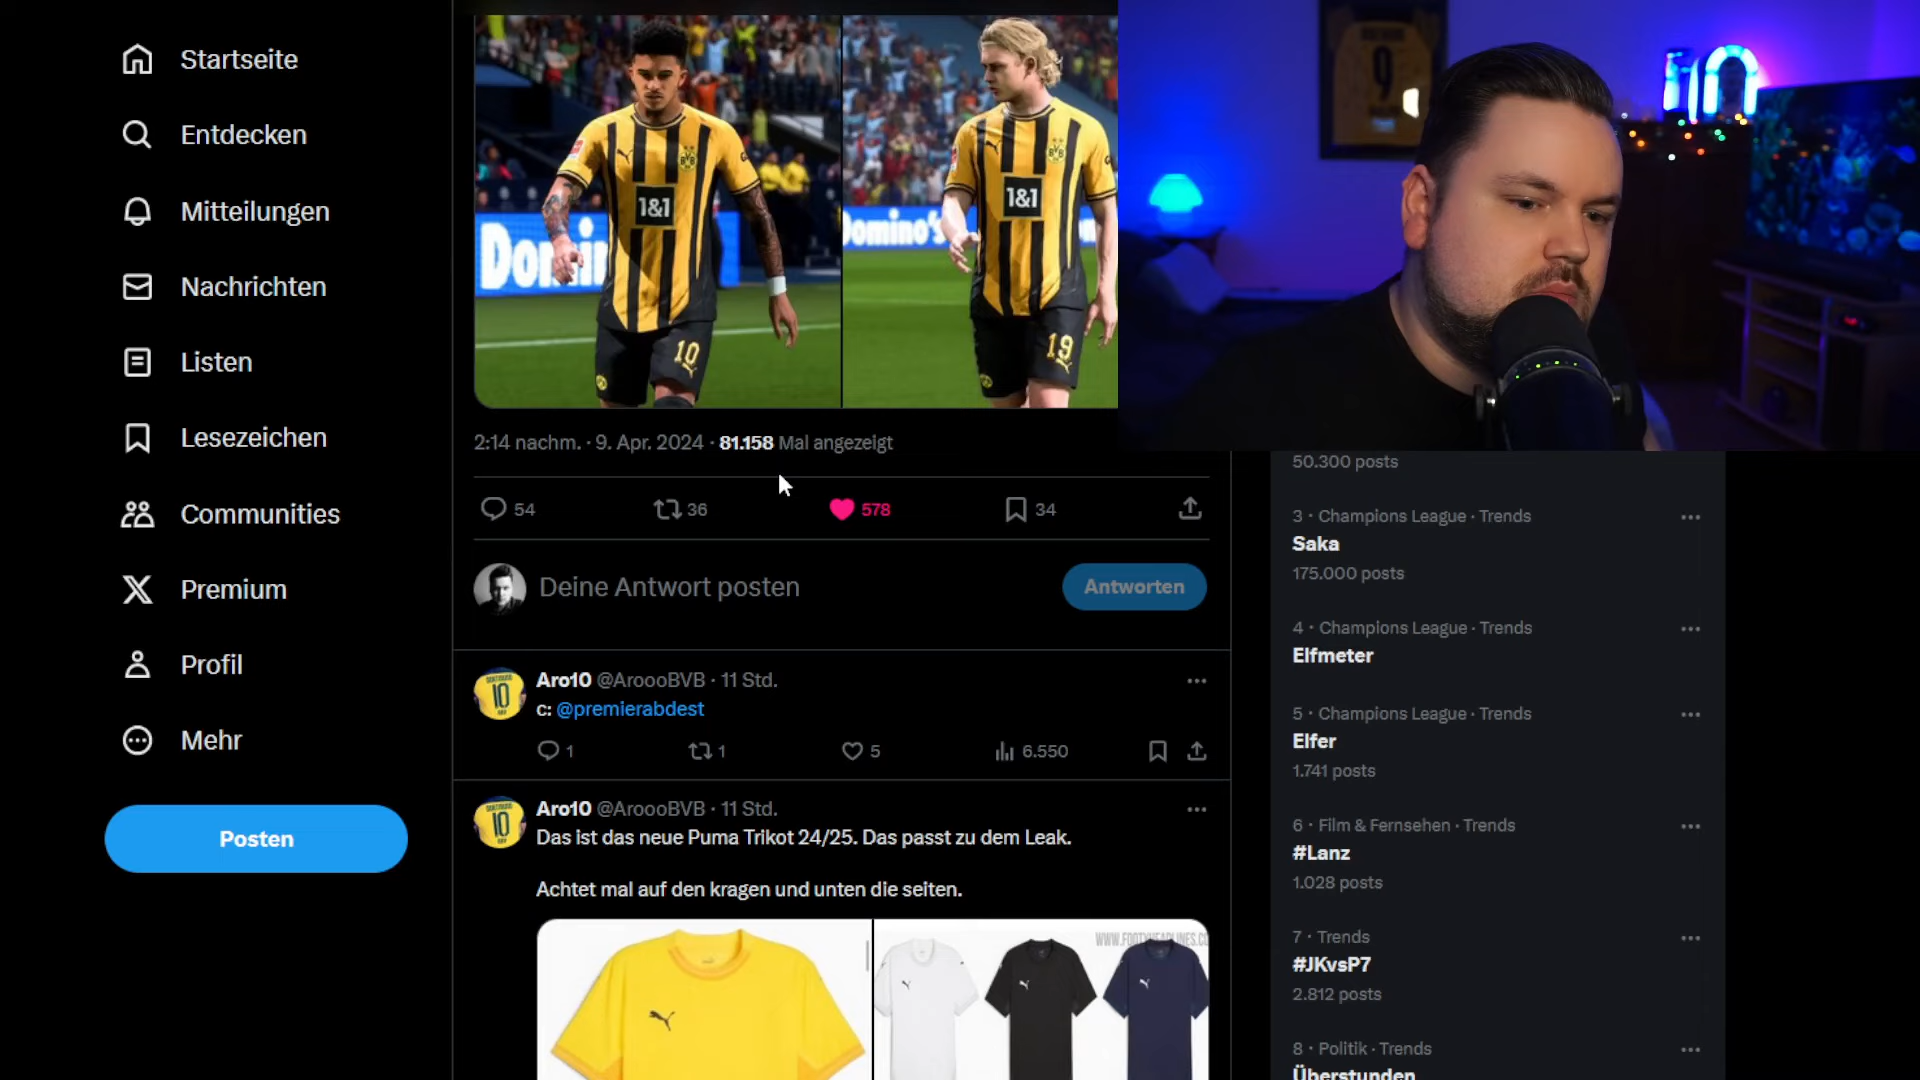 Startseite
Entdecken
Mitteilungen
Nachrichten
Listen
Lesezeichen
Communities
Premium
Profil
Mehr
Posten
1&1
10
1&1
19
Domino's
2:14 nachm. · 9. Apr. 2024 · 81.158 Mal angezeigt
54
36
578
34
Deine Antwort posten
Antworten
Aro10 @AroooBVB · 11 Std.
c: @premierabdest
1
1
5
6.550
Aro10 @AroooBVB · 11 Std.
Das ist das neue Puma Trikot 24/25. Das passt zu dem Leak.
Achtet mal auf den kragen und unten die seiten.
9
50.300 posts
3 · Champions League · Trends
Saka
175.000 posts
4 · Champions League · Trends
Elfmeter
5 · Champions League · Trends
Elfer
1.741 posts
6 · Film & Fernsehen · Trends
#Lanz
1.028 posts
7 · Trends
#JKvsP7
2.812 posts
8 · Politik · Trends
Überstunden